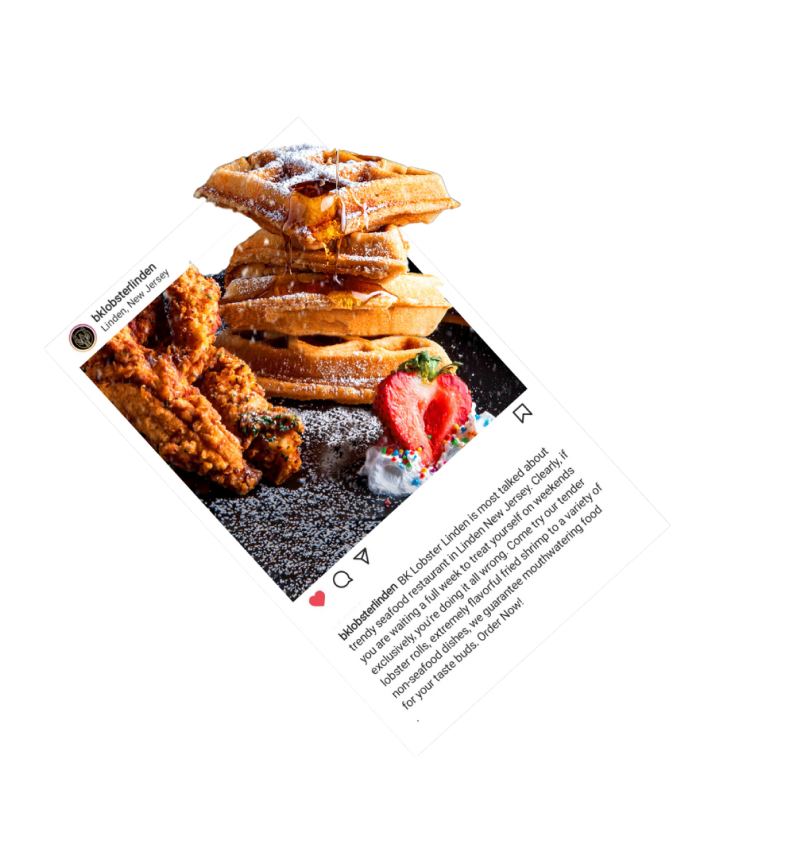 bklobsterlinden
Linden, New Jersey
bklobsterlinden BK Lobster Linden is most talked about
trendy seafood restaurant in Linden New Jersey. Clearly, if
you are waiting a full week to treat yourself on weekends
exclusively, you're doing it all wrong. Come try our tender
lobster rolls, extremely flavorful fried shrimp to a variety of
non-seafood dishes, we guarantee mouthwatering food
for your taste buds. Order Now!
.